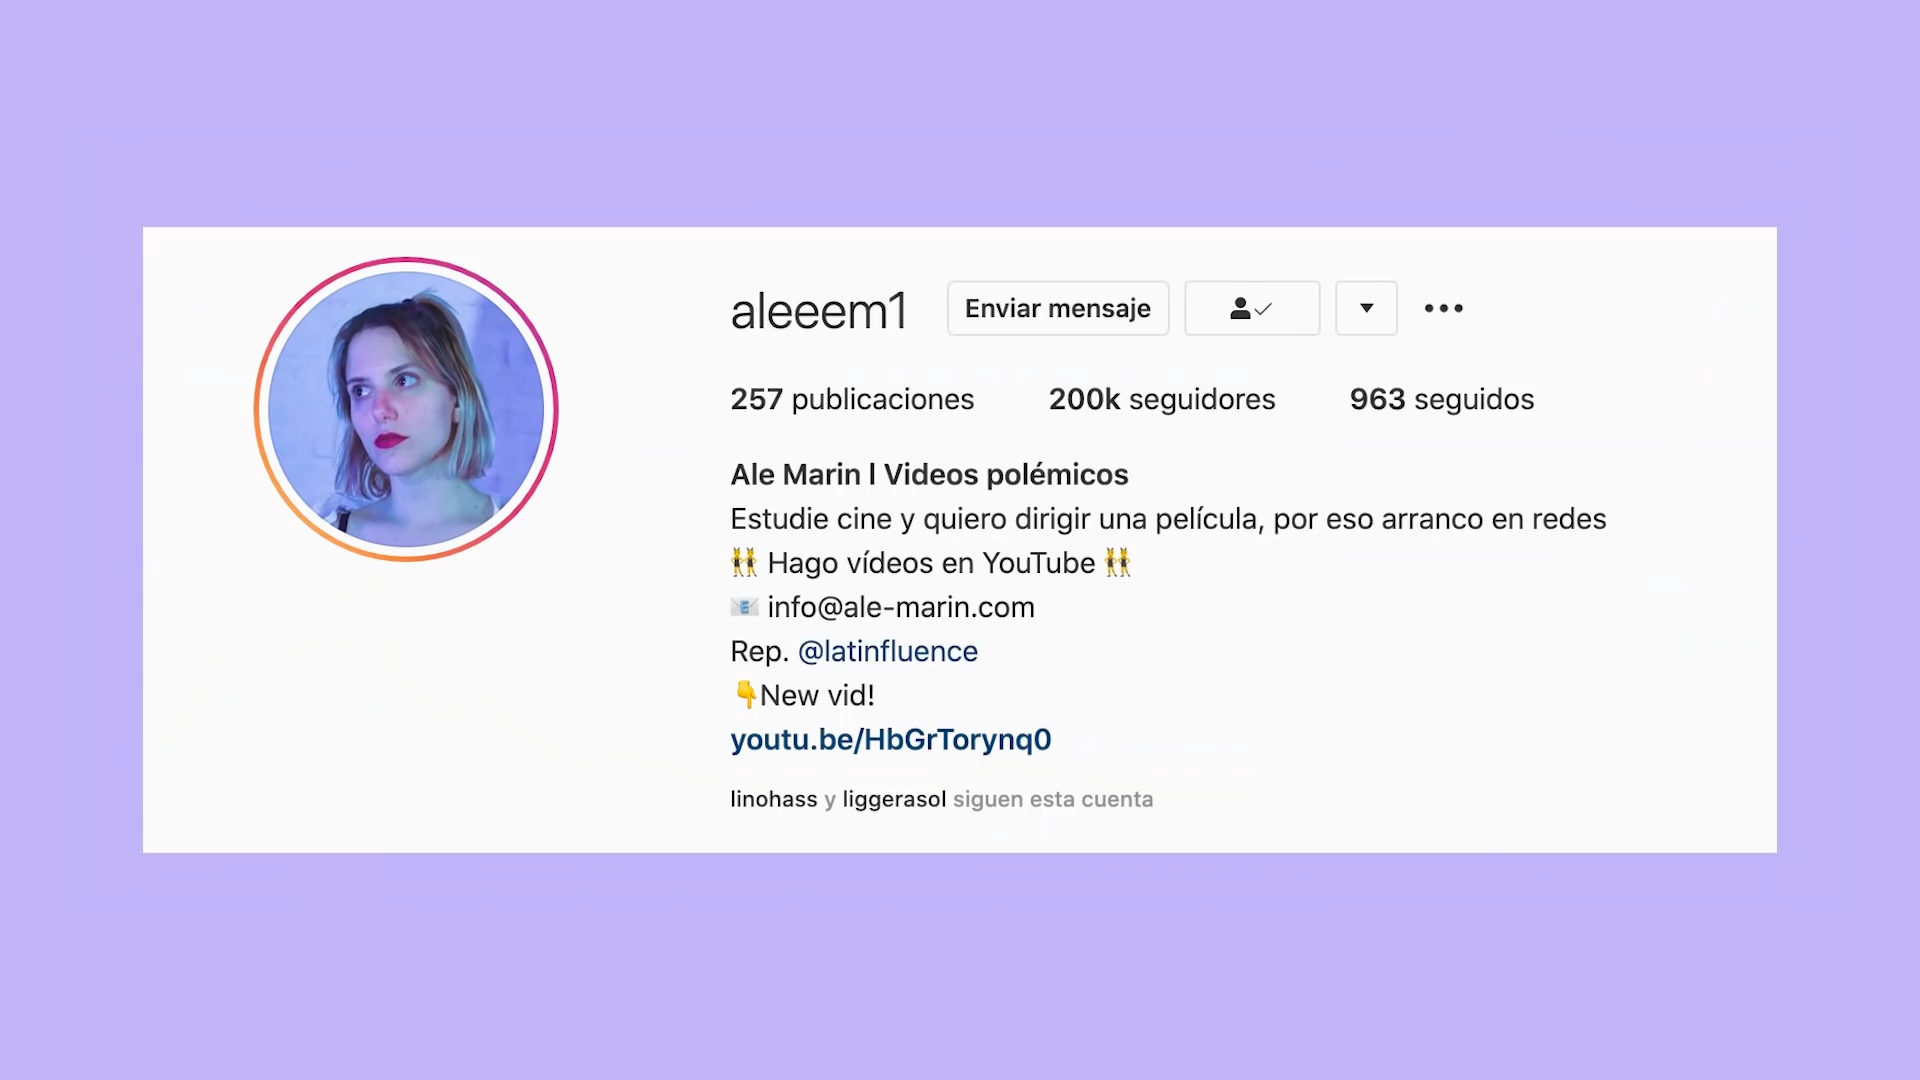 aleeem1 Enviar mensaje
257 publicaciones 200k seguidores 963 seguidos
Ale Marin l Videos polémicos
Estudie cine y quiero dirigir una película, por eso arranco en redes
👯 Hago vídeos en YouTube 👯
📧 info@ale-marin.com
Rep. @latinfluence
👇New vid!
youtu.be/HbGrTorynq0
linohass y liggerasol siguen esta cuenta